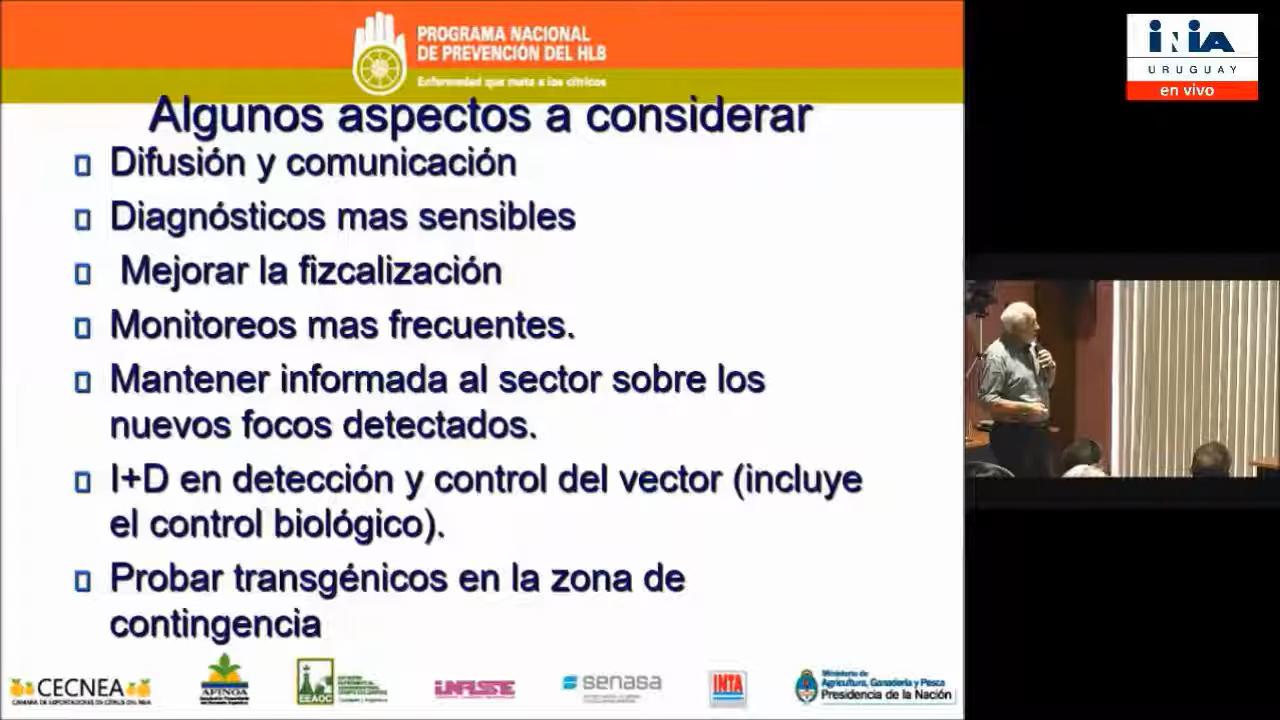 PROGRAMA NACIONAL
DE PREVENCIÓN DEL HLB
Enfermedad que mata a los cítricos
INIA
URUGUAY
en vivo
Algunos aspectos a considerar
Difusión y comunicación
Diagnósticos mas sensibles
Mejorar la fizcalización
Monitoreos mas frecuentes.
Mantener informada al sector sobre los
nuevos focos detectados.
I+D en detección y control del vector (incluye
el control biológico).
Probar transgénicos en la zona de
contingencia
CECNEA
AFINOA
EEAOC
INASE
senasa
INTA
Ministerio de
Agricultura, Ganadería y Pesca
Presidencia de la Nación